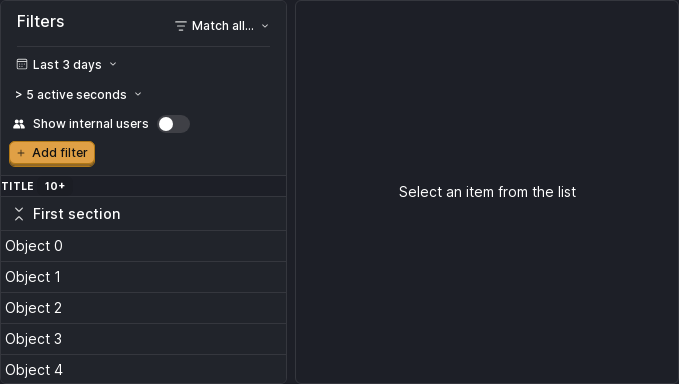 Filters
Match all...
Last 3 days
> 5 active seconds
Show internal users
+ Add filter
TITLE 10+
First section
Object 0
Object 1
Object 2
Object 3
Object 4
Select an item from the list